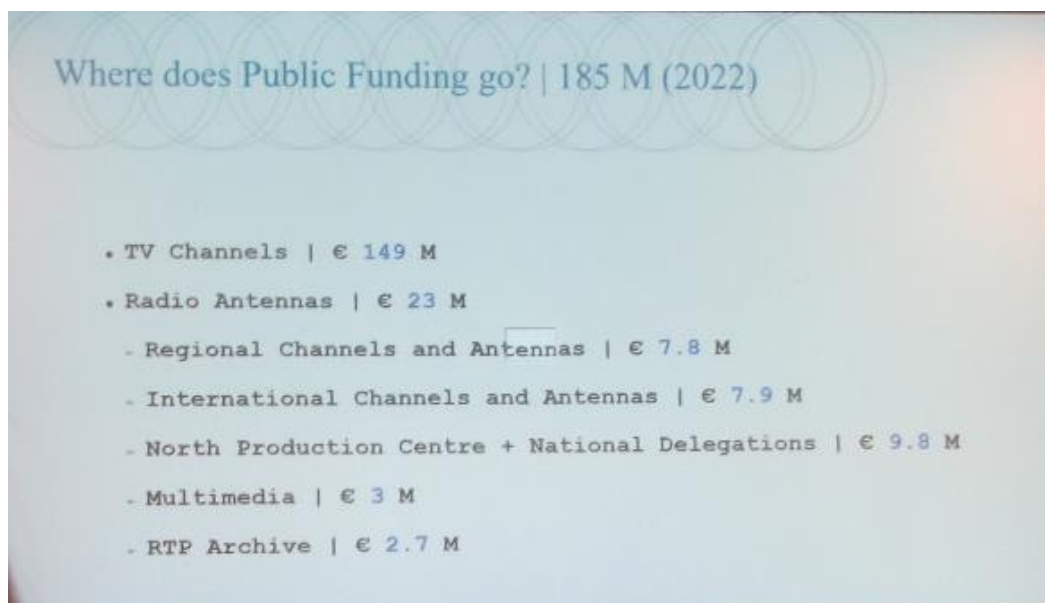 Where does Public Funding go? | 185 M (2022)
• TV Channels | € 149 M
• Radio Antennas | € 23 M
- Regional Channels and Antennas | € 7.8 M
- International Channels and Antennas | € 7.9 M
- North Production Centre + National Delegations | € 9.8 M
- Multimedia | € 3 M
- RTP Archive | € 2.7 M